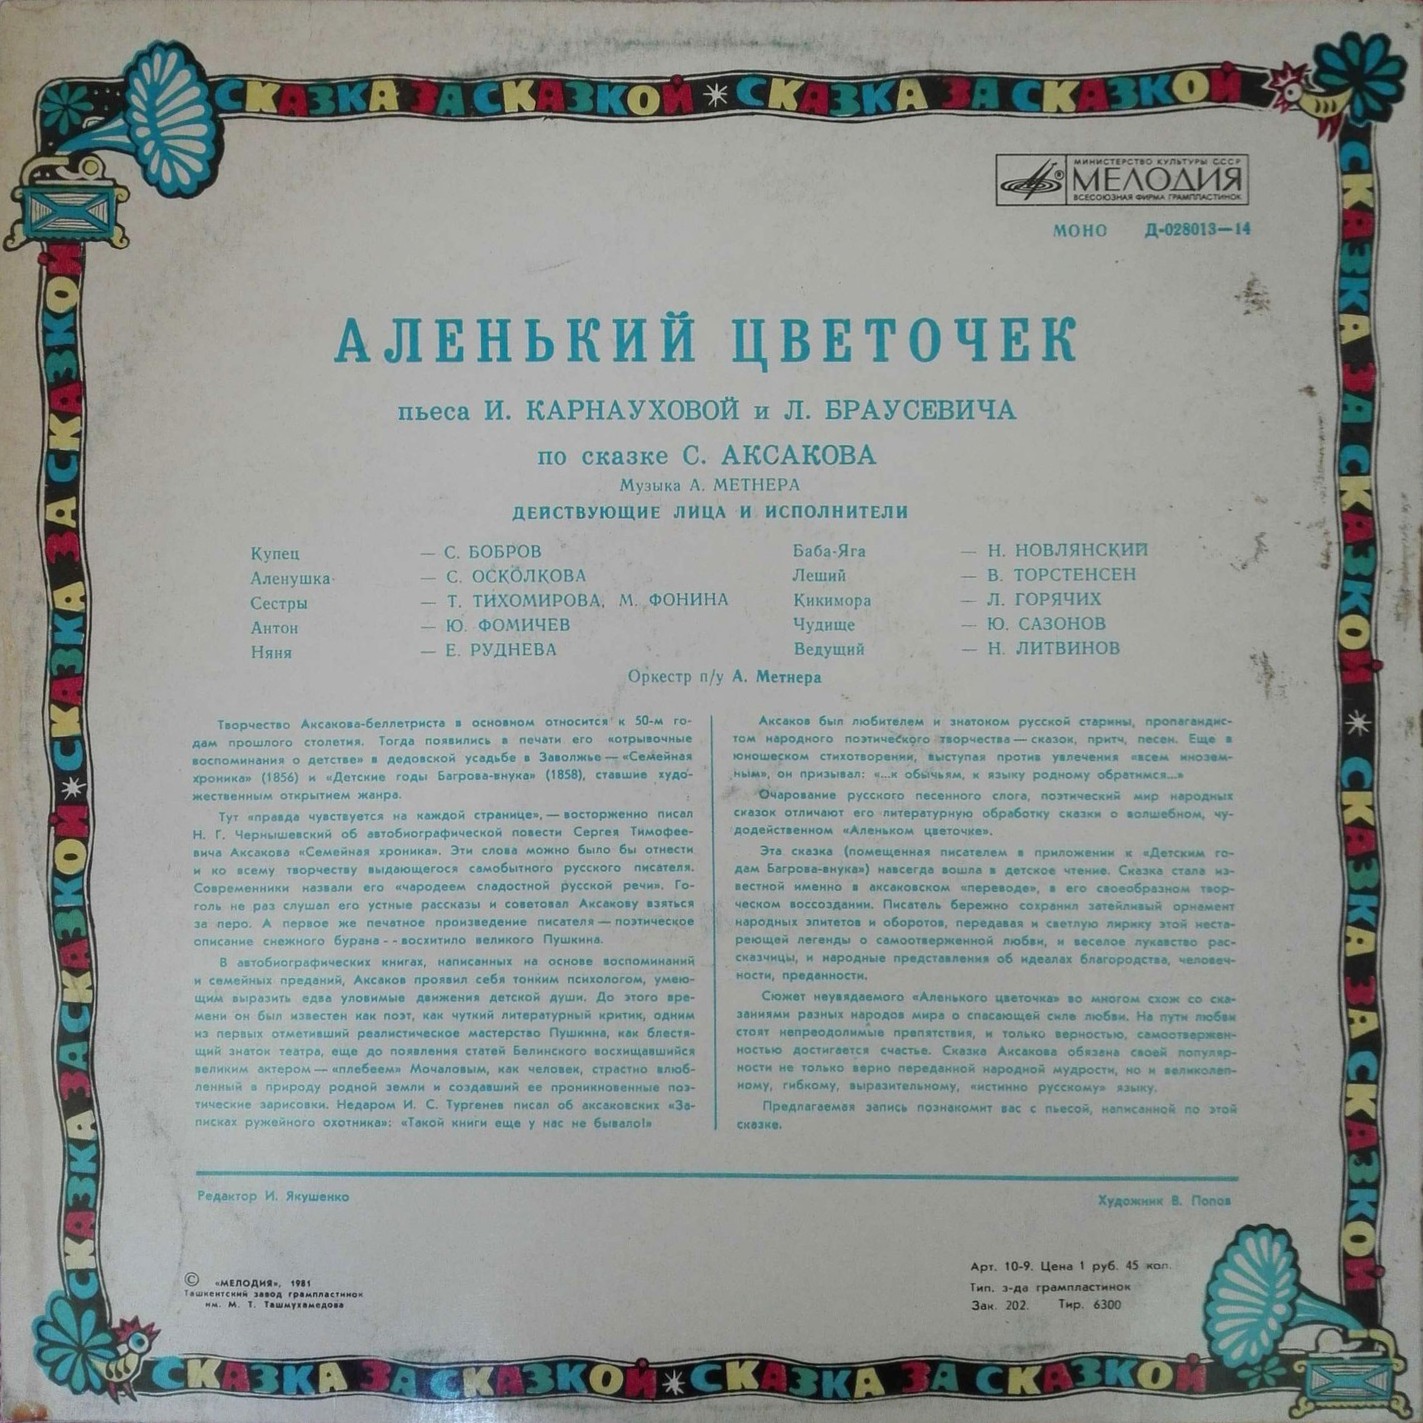 СКАЗКА ЗА СКАЗКОЙ * СКАЗКА ЗА СКАЗКОЙ
МИНИСТЕРСТВО КУЛЬТУРЫ СССР
МЕЛОДИЯ
ВСЕСОЮЗНАЯ ФИРМА ГРАМПЛАСТИНОК
МОНО Д-028013—14
АЛЕНЬКИЙ ЦВЕТОЧЕК
пьеса И. КАРНАУХОВОЙ и Л. БРАУСЕВИЧА
по сказке С. АКСАКОВА
Музыка А. МЕТНЕРА
ДЕЙСТВУЮЩИЕ ЛИЦА И ИСПОЛНИТЕЛИ
Купец — С. БОБРОВ
Аленушка — С. ОСКОЛКОВА
Сестры — Т. ТИХОМИРОВА, М. ФОНИНА
Антон — Ю. ФОМИЧЕВ
Няня — Е. РУДНЕВА
Баба-Яга — Н. НОВЛЯНСКИЙ
Леший — В. ТОРСТЕНСЕН
Кикимора — Л. ГОРЯЧИХ
Чудище — Ю. САЗОНОВ
Ведущий — Н. ЛИТВИНОВ
Оркестр п/у А. Метнера
Творчество Аксакова-беллетриста в основном относится к 50-м го-
дам прошлого столетия. Тогда появились в печати его «отрывочные
воспоминания о детстве» в дедовской усадьбе в Заволжье — «Семейная
хроника» (1856) и «Детские годы Багрова-внука» (1858), ставшие худо-
жественным открытием жанра.
Тут «правда чувствуется на каждой странице», — восторженно писал
Н. Г. Чернышевский об автобиографической повести Сергея Тимофее-
вича Аксакова «Семейная хроника». Эти слова можно было бы отнести
и ко всему творчеству выдающегося самобытного русского писателя.
Современники назвали его «чародеем сладостной русской речи». Го-
голь не раз слушал его устные рассказы и советовал Аксакову взяться
за перо. А первое же печатное произведение писателя — поэтическое
описание снежного бурана - - восхитило великого Пушкина.
В автобиографических книгах, написанных на основе воспоминаний
и семейных преданий, Аксаков проявил себя тонким психологом, умею-
щим выразить едва уловимые движения детской души. До этого вре-
мени он был известен как поэт, как чуткий литературный критик, одним
из первых отметивший реалистическое мастерство Пушкина, как блестя-
щий знаток театра, еще до появления статей Белинского восхищавшийся
великим актером — «плебеем» Мочаловым, как человек, страстно влюб-
ленный в природу родной земли и создавший ее проникновенные поэ-
тические зарисовки. Недаром И. С. Тургенев писал об аксаковских «За-
писках ружейного охотника»: «Такой книги еще у нас не бывало!»
Аксаков был любителем и знатоком русской старины, пропагандис-
том народного поэтического творчества — сказок, притч, песен. Еще в
юношеском стихотворении, выступая против увлечения «всем инозем-
ным», он призывал: «...к обычьям, к языку родному обратимся...»
Очарование русского песенного слога, поэтический мир народных
сказок отличают его литературную обработку сказки о волшебном, чу-
додейственном «Аленьком цветочке».
Эта сказка (помещенная писателем в приложении к «Детским го-
дам Багрова-внука») навсегда вошла в детское чтение. Сказка стала из-
вестной именно в аксаковском «переводе», в его своеобразном твор-
ческом воссоздании. Писатель бережно сохранил затейливый орнамент
народных эпитетов и оборотов, передавая и светлую лирику этой неста-
реющей легенды о самоотверженной любви, и веселое лукавство рас-
сказчицы, и народные представления об идеалах благородства, человеч-
ности, преданности.
Сюжет неувядаемого «Аленького цветочка» во многом схож со ска-
заниями разных народов мира о спасающей силе любви. На пути любви
стоят непреодолимые препятствия, и только верностью, самоотвержен-
ностью достигается счастье. Сказка Аксакова обязана своей популяр-
ности не только верно переданной народной мудрости, но и великолеп-
ному, гибкому, выразительному, «истинно русскому» языку.
Предлагаемая запись познакомит вас с пьесой, написанной по этой
сказке.
Редактор И. Якушенко
Художник В. Попов
© «МЕЛОДИЯ», 1981
Ташкентский завод грампластинок
им. М. Т. Ташмухамедова
Арт. 10-9. Цена 1 руб. 45 коп.
Тип. з-да грампластинок
Зак. 202. Тир. 6300
СКАЗКА ЗА СКАЗКОЙ * СКАЗКА ЗА СКАЗКОЙ
СКАЗКА ЗА СКАЗКОЙ * СКАЗКА ЗА СКАЗКОЙ
СКАЗКА ЗА СКАЗКОЙ * СКАЗКА ЗА СКАЗКОЙ